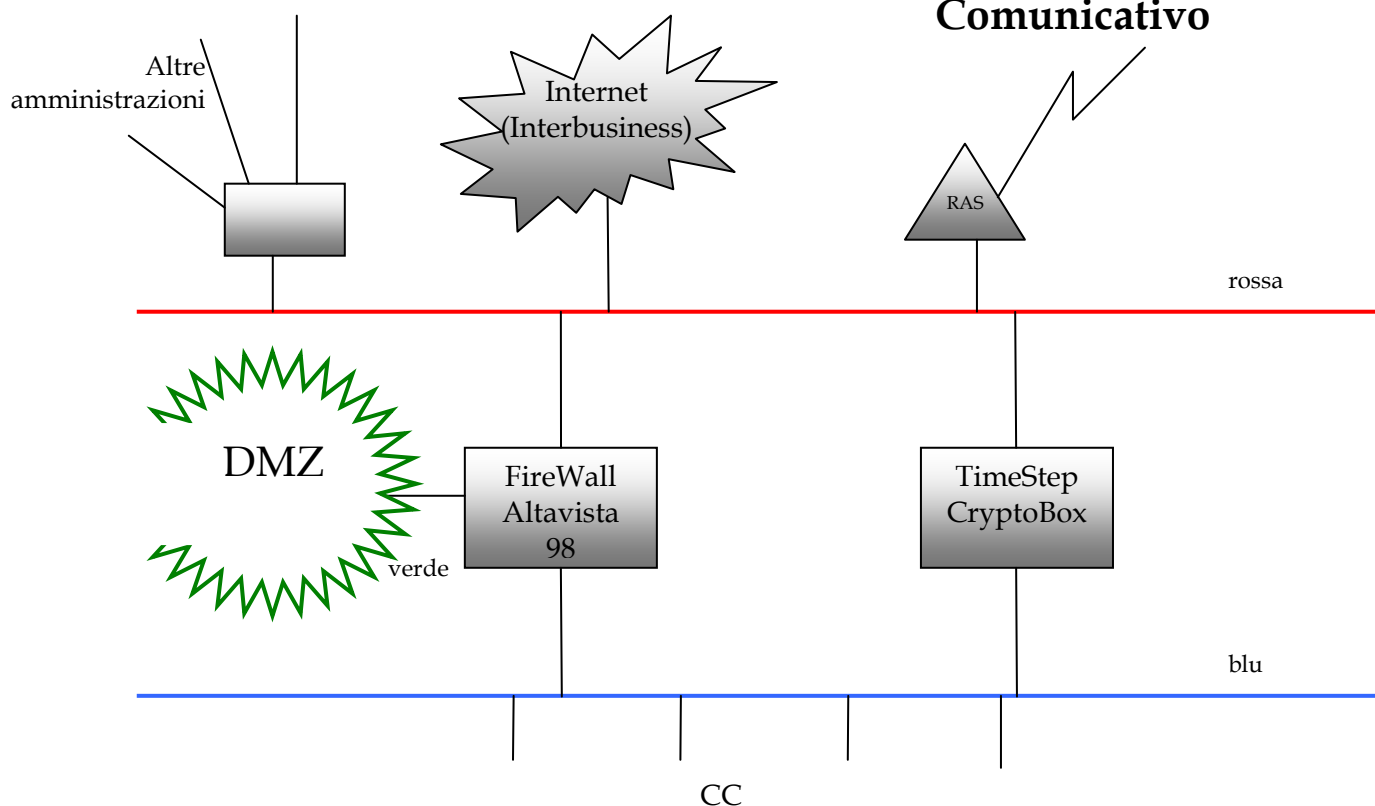 Comunicativo
Altre
amministrazioni
Internet
(Interbusiness)
RAS
rossa
DMZ
FireWall
Altavista
98
TimeStep
CryptoBox
verde
blu
CC